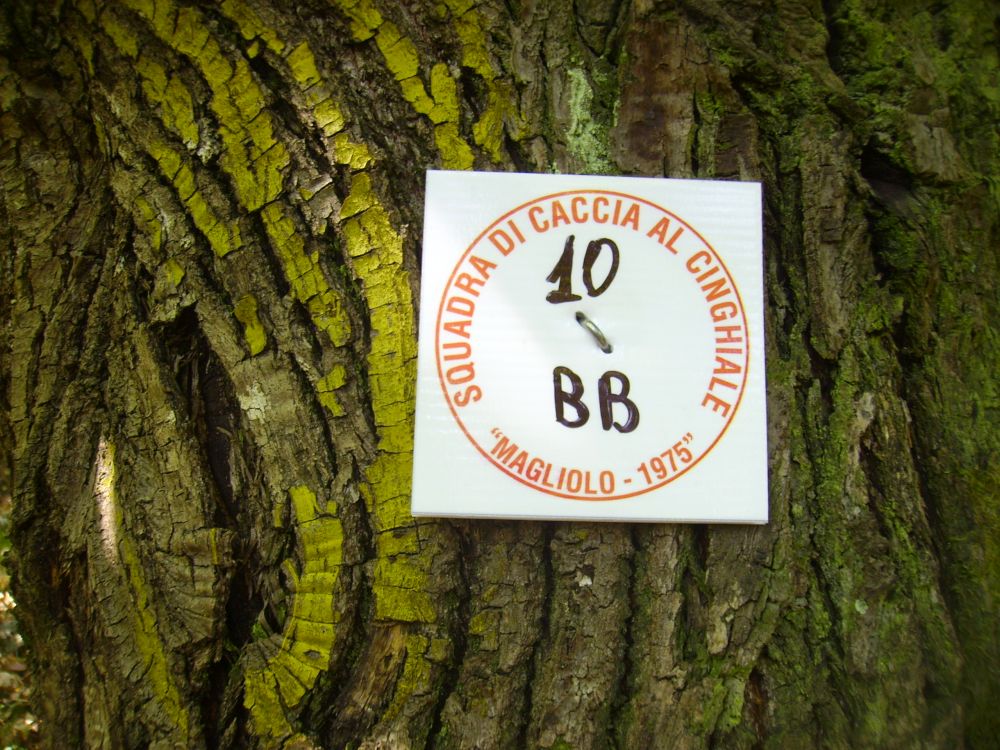 SQUADRA DI CACCIA AL CINGHIALE
10
BB
"MAGLIOLO - 1975"